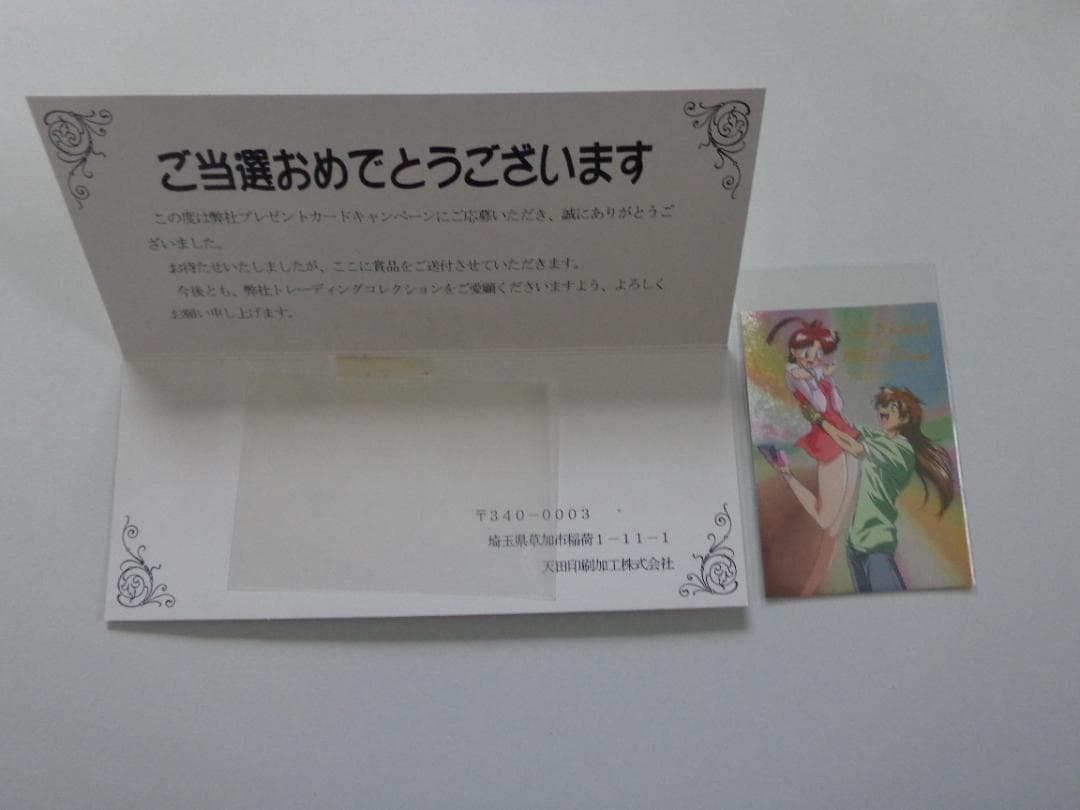 ご当選おめでとうございます
この度は弊社プレゼントカードキャンペーンにご応募いただき、誠にありがとうご
ざいました。
お待たせいたしましたが、ここに賞品をご送付させていただきます。
今後とも、弊社トレーディングコレクションをご愛顧くださいますよう、よろしく
お願い申し上げます。
〒340-0003
埼玉県草加市稲荷1-11-1
天田印刷加工株式会社